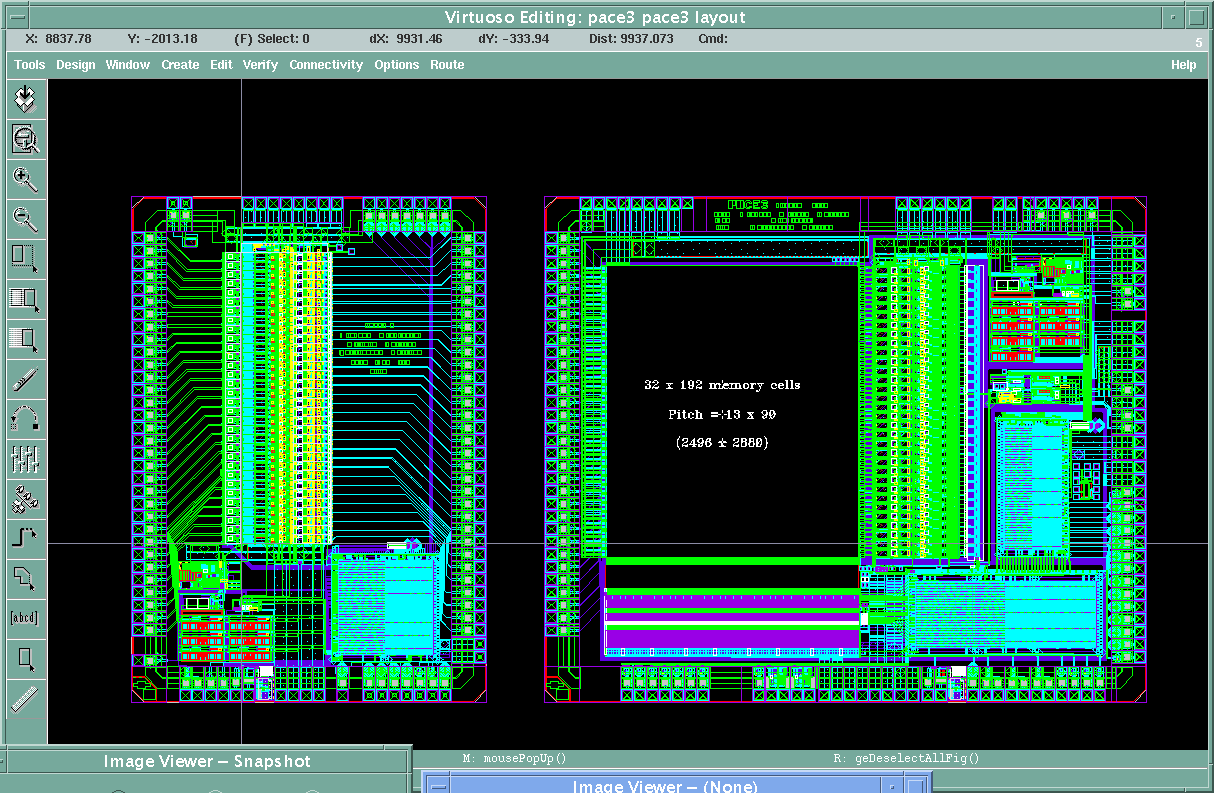 Virtuoso Editing: pace3 pace3 layout
X: 8837.78 Y: -2013.18 (F) Select: 0 dX: 9931.46 dY: -333.94 Dist: 9937.073 Cmd:
5
Tools Design Window Create Edit Verify Connectivity Options Route Help
PACE3
32 x 192 memory cells
Pitch =
x 90
[abcd]
Image Viewer – Snapshot
M: mousePopUp() R: geDeselectAllFig()
Image Viewer – (None)